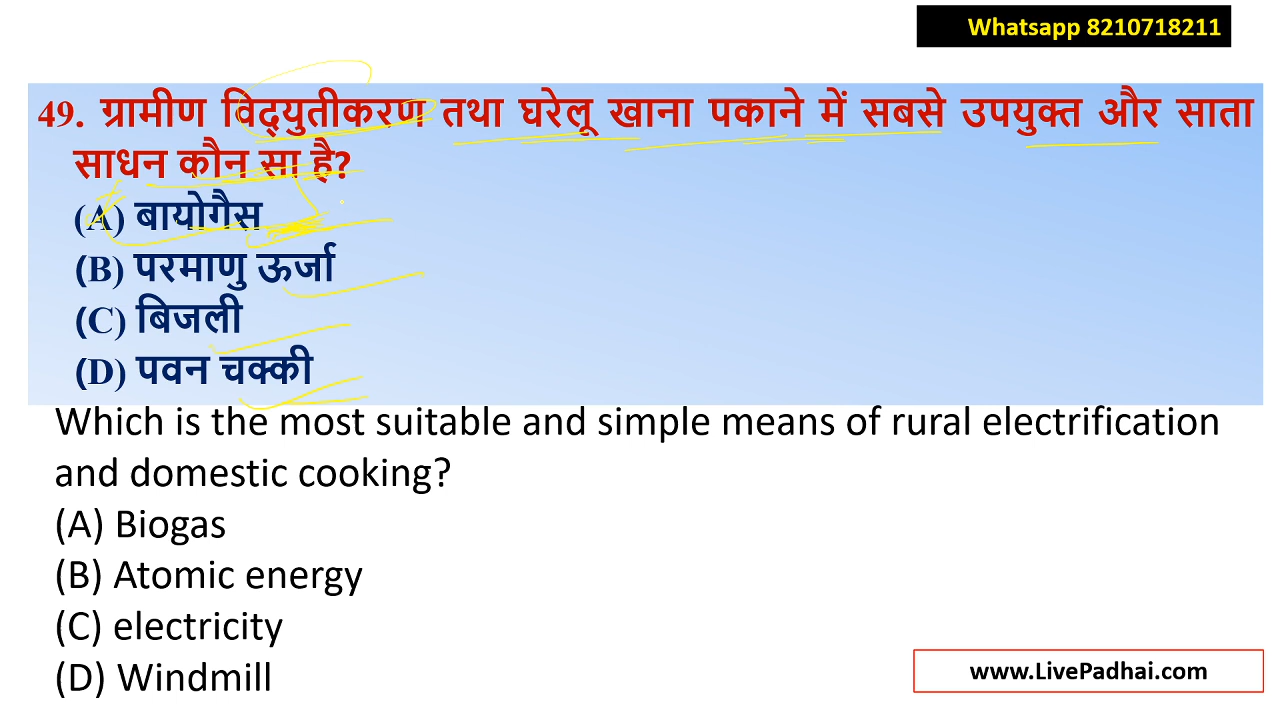 Whatsapp 8210718211
49. ग्रामीण विद्युतीकरण तथा घरेलू खाना पकाने में सबसे उपयुक्त और साता
साधन कौन सा है?
(A) बायोगैस
(B) परमाणु ऊर्जा
(C) बिजली
(D) पवन चक्की
Which is the most suitable and simple means of rural electrification
and domestic cooking?
(A) Biogas
(B) Atomic energy
(C) electricity
(D) Windmill
www.LivePadhai.com